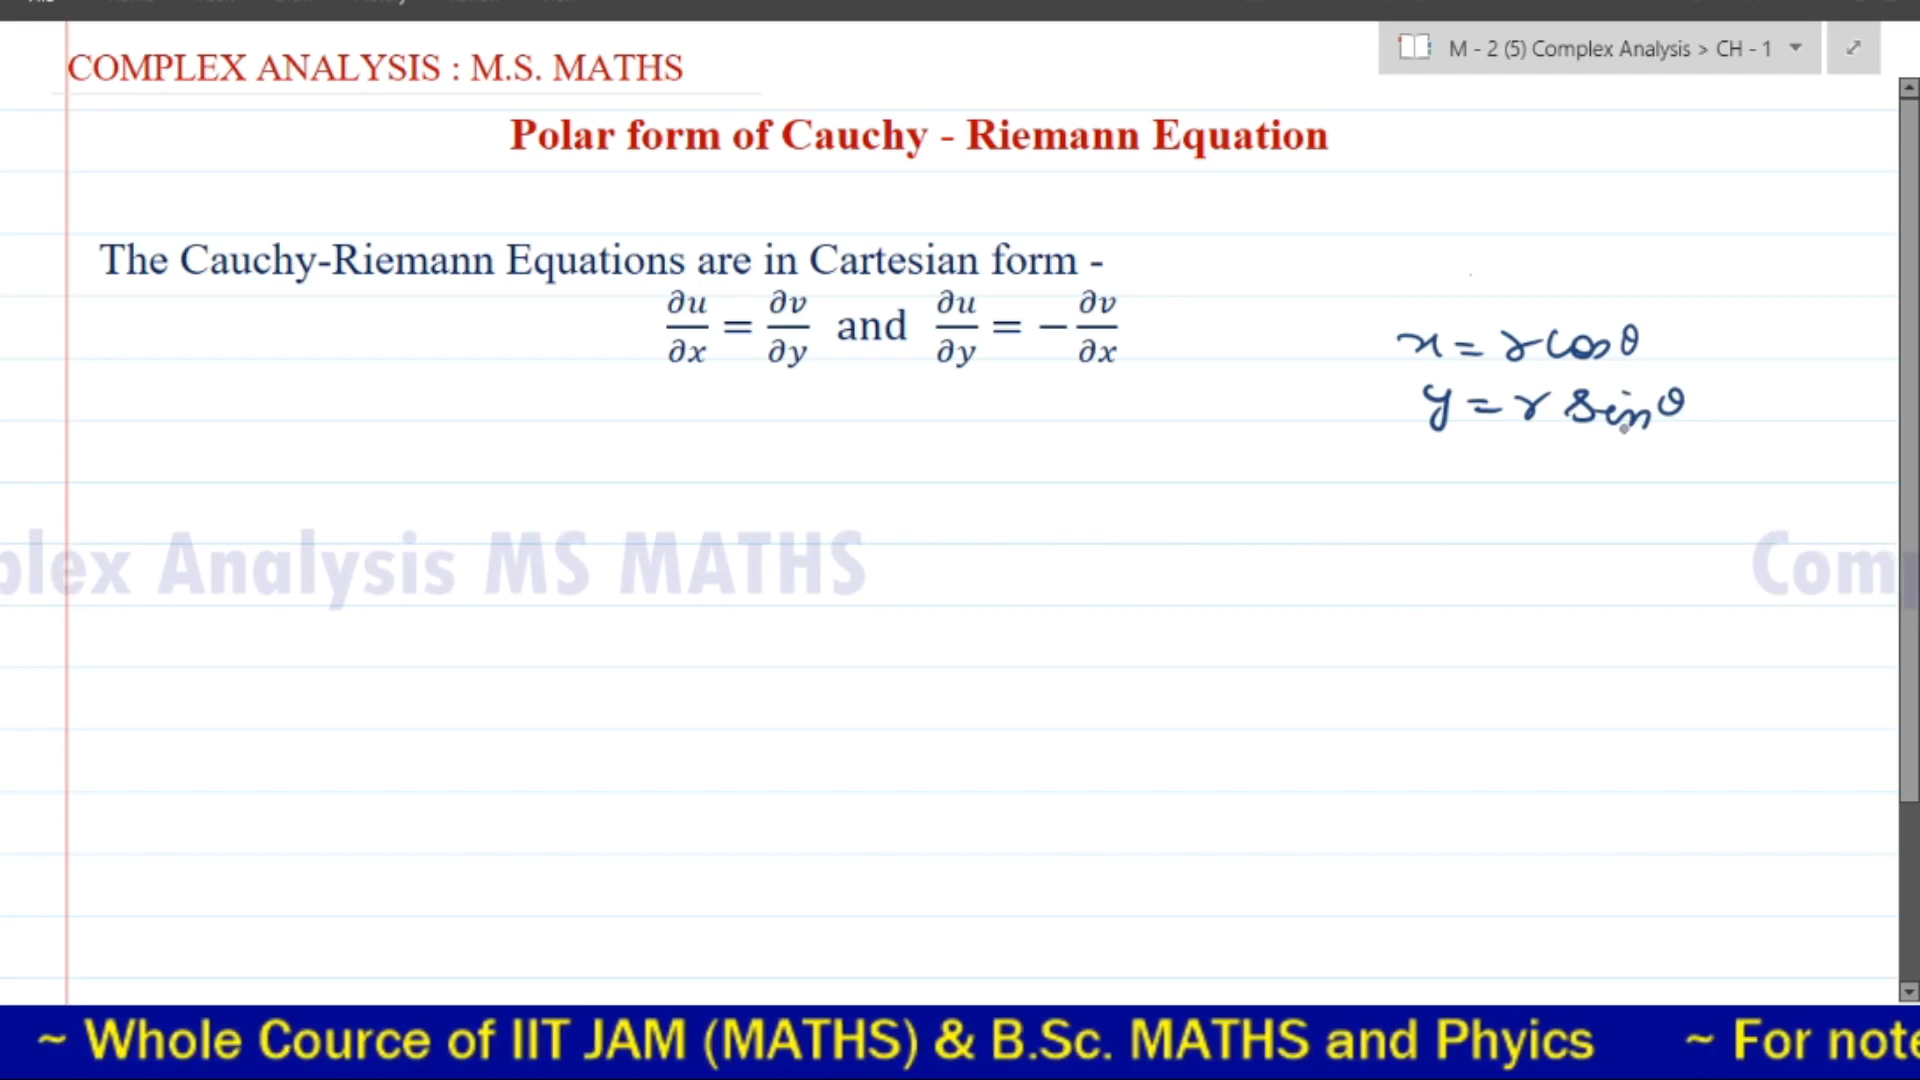 M - 2 (5) Complex Analysis > CH - 1
COMPLEX ANALYSIS : M.S. MATHS
Polar form of Cauchy - Riemann Equation
The Cauchy-Riemann Equations are in Cartesian form -
∂u/∂x = ∂v/∂y and ∂u/∂y = −∂v/∂x
x = r cos θ
y = r sin θ
plex Analysis MS MATHS Comp
~ Whole Cource of IIT JAM (MATHS) & B.Sc. MATHS and Phyics ~ For note